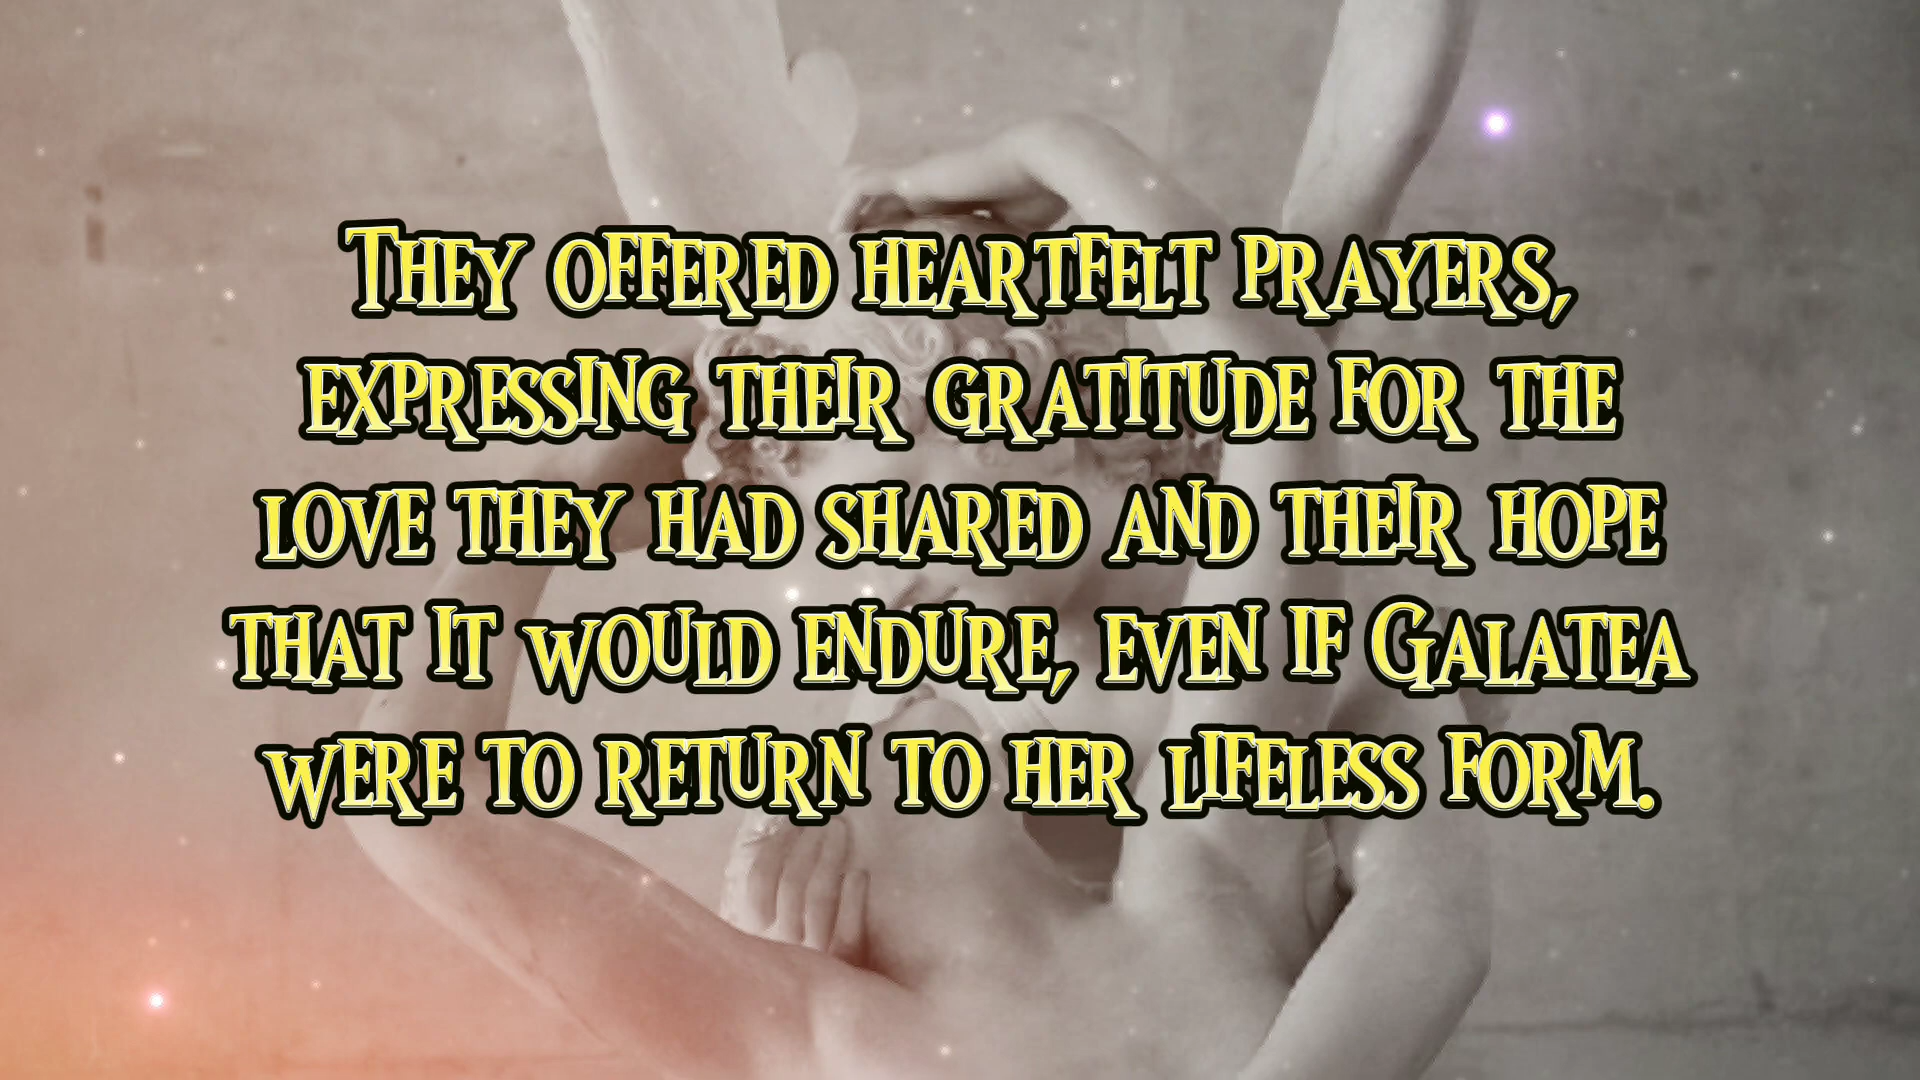 They offered heartfelt prayers,
expressing their gratitude for the
love they had shared and their hope
that it would endure, even if Galatea
were to return to her lifeless form.